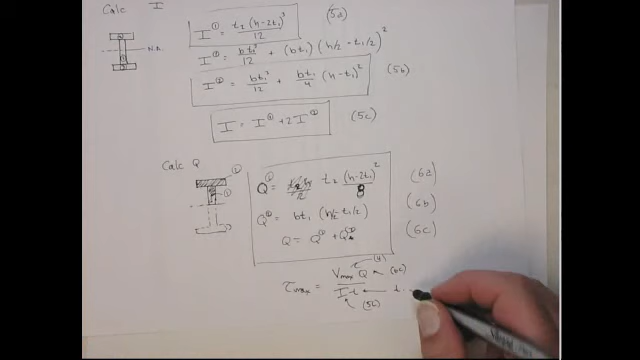 Calc I
I① = t₂ (h-2t₁)³ / 12 (5a)
N.A.
I② = bt₁³/12 + (bt₁) (h/2 - t₁/2)²
I② = bt₁³/12 + bt₁/4 (h-t₁)² (5b)
I = I① + 2I② (5c)
Calc Q
② ①
Q① = t₂ (h-2t₁)² / 8 (6a)
Q② = bt₁ (h/2 - t₁/2) (6b)
Q = Q① + Q② (6c)
(4)
τmax = Vmax Q / I t (6c) t
(5c)